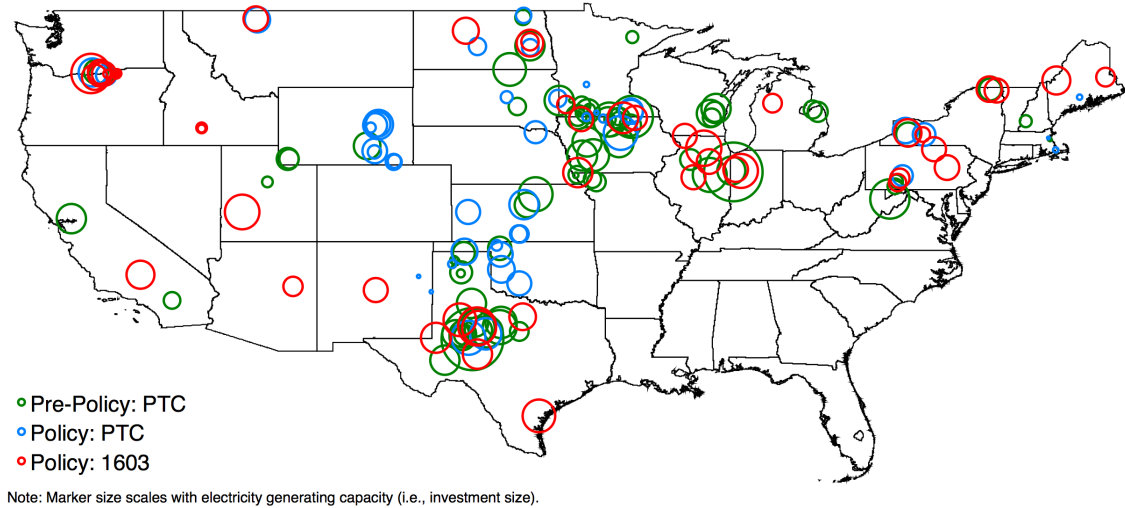 Pre-Policy: PTC
Policy: PTC
Policy: 1603
Note: Marker size scales with electricity generating capacity (i.e., investment size).